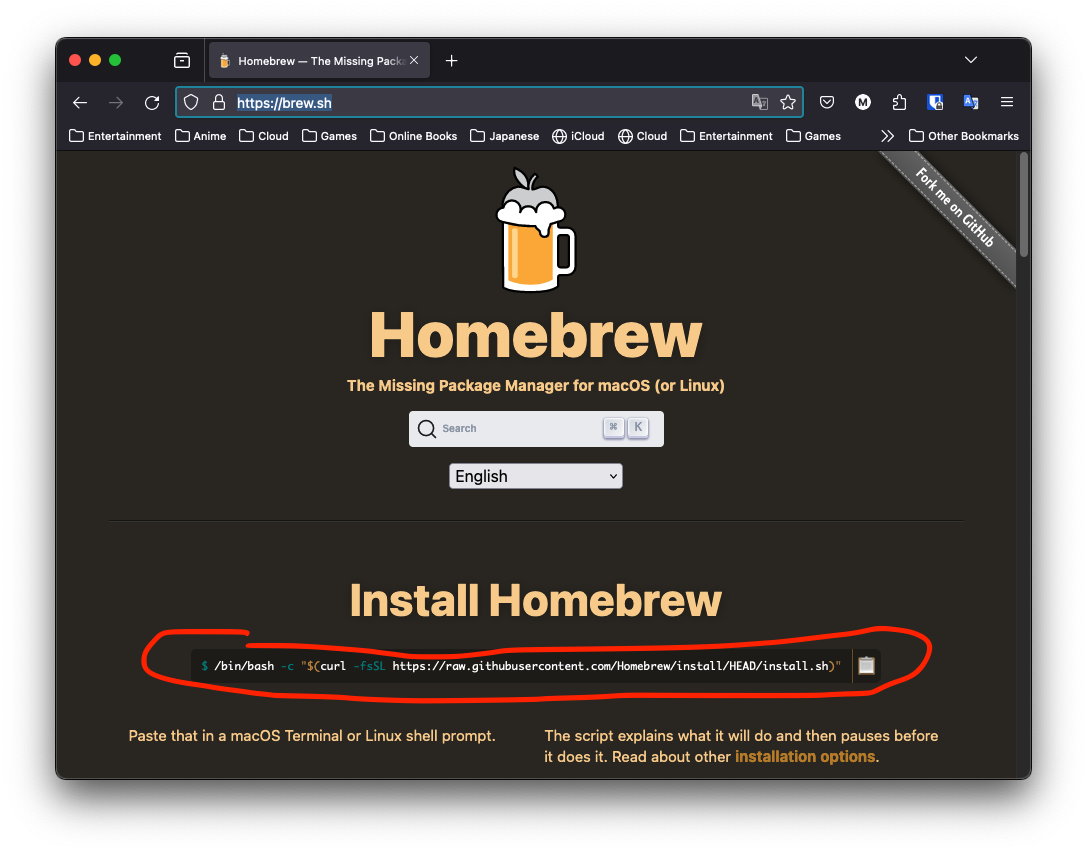 Homebrew — The Missing Packa
https://brew.sh
M
Entertainment Anime Cloud Games Online Books Japanese iCloud Cloud Entertainment Games Other Bookmarks
Fork me on GitHub
Homebrew
The Missing Package Manager for macOS (or Linux)
Search ⌘ K
English
Install Homebrew
$ /bin/bash -c "$(curl -fsSL https://raw.githubusercontent.com/Homebrew/install/HEAD/install.sh)"
Paste that in a macOS Terminal or Linux shell prompt.
The script explains what it will do and then pauses before
it does it. Read about other installation options.